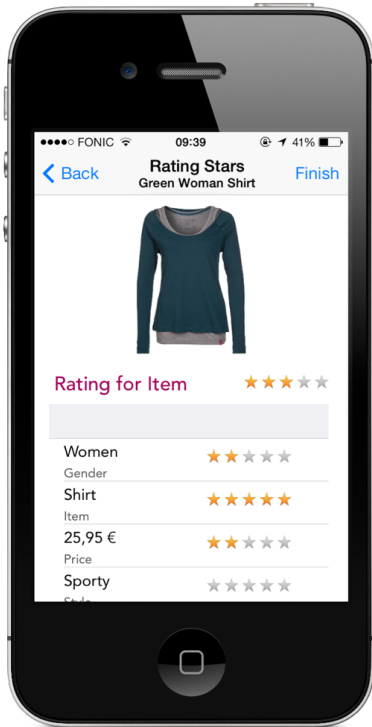 FONIC 09:39 41%
Back Rating Stars Finish
Green Woman Shirt
Rating for Item
Women
Gender
Shirt
Item
25,95 €
Price
Sporty
Style